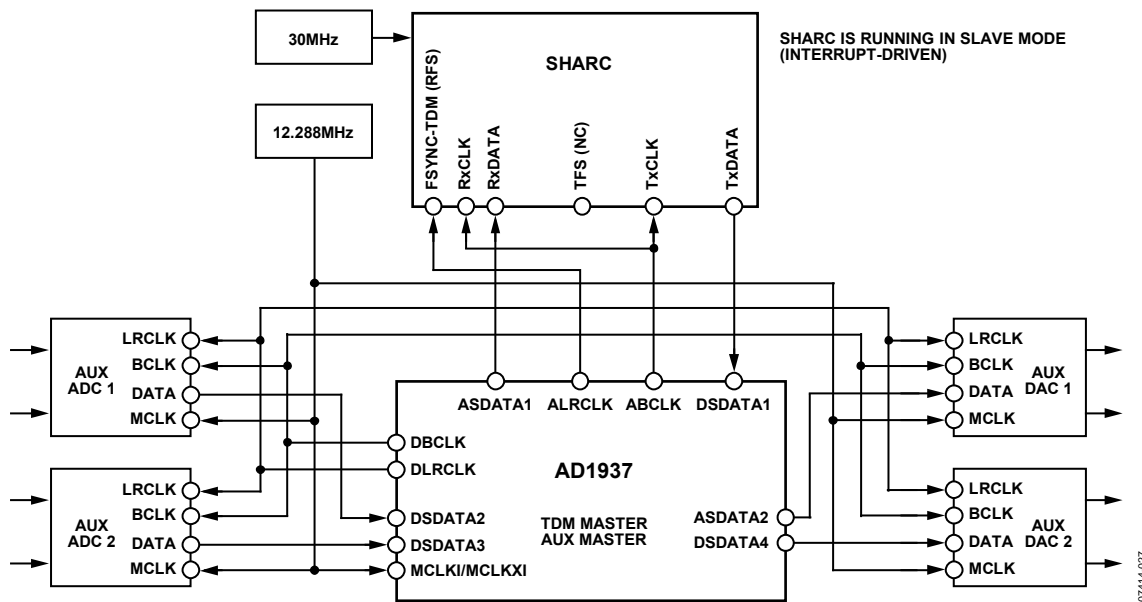 30MHz
SHARC
SHARC IS RUNNING IN SLAVE MODE
(INTERRUPT-DRIVEN)
12.288MHz
FSYNC-TDM (RFS)
RxCLK
RxDATA
TFS (NC)
TxCLK
TxDATA
AUX
ADC 1
LRCLK
BCLK
DATA
MCLK
ASDATA1
ALRCLK
ABCLK
DSDATA1
LRCLK
BCLK
DATA
MCLK
AUX
DAC 1
DBCLK
DLRCLK
AD1937
AUX
ADC 2
LRCLK
BCLK
DATA
MCLK
DSDATA2
DSDATA3
MCLKI/MCLKXI
TDM MASTER
AUX MASTER
ASDATA2
DSDATA4
LRCLK
BCLK
DATA
MCLK
AUX
DAC 2
07414-027